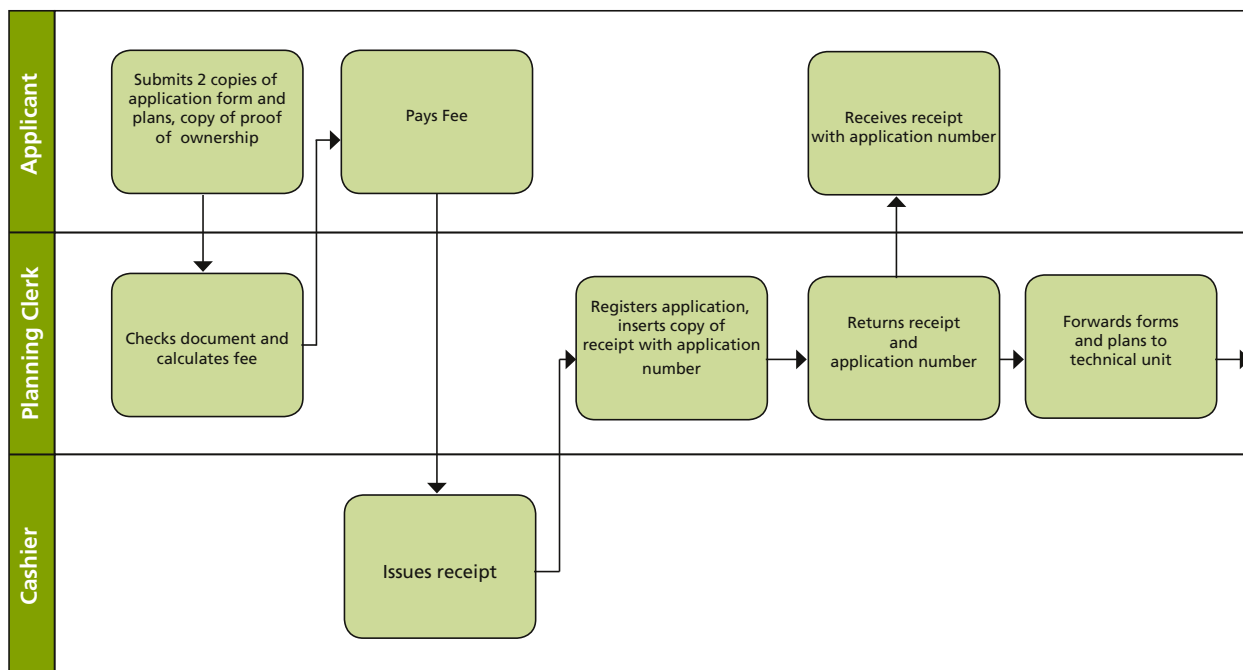 Applicant
Submits 2 copies of
application form and
plans, copy of proof
of ownership
Pays Fee
Receives receipt
with application number
Planning Clerk
Checks document and
calculates fee
Registers application,
inserts copy of
receipt with application
number
Returns receipt
and
application number
Forwards forms
and plans to
technical unit
Cashier
Issues receipt